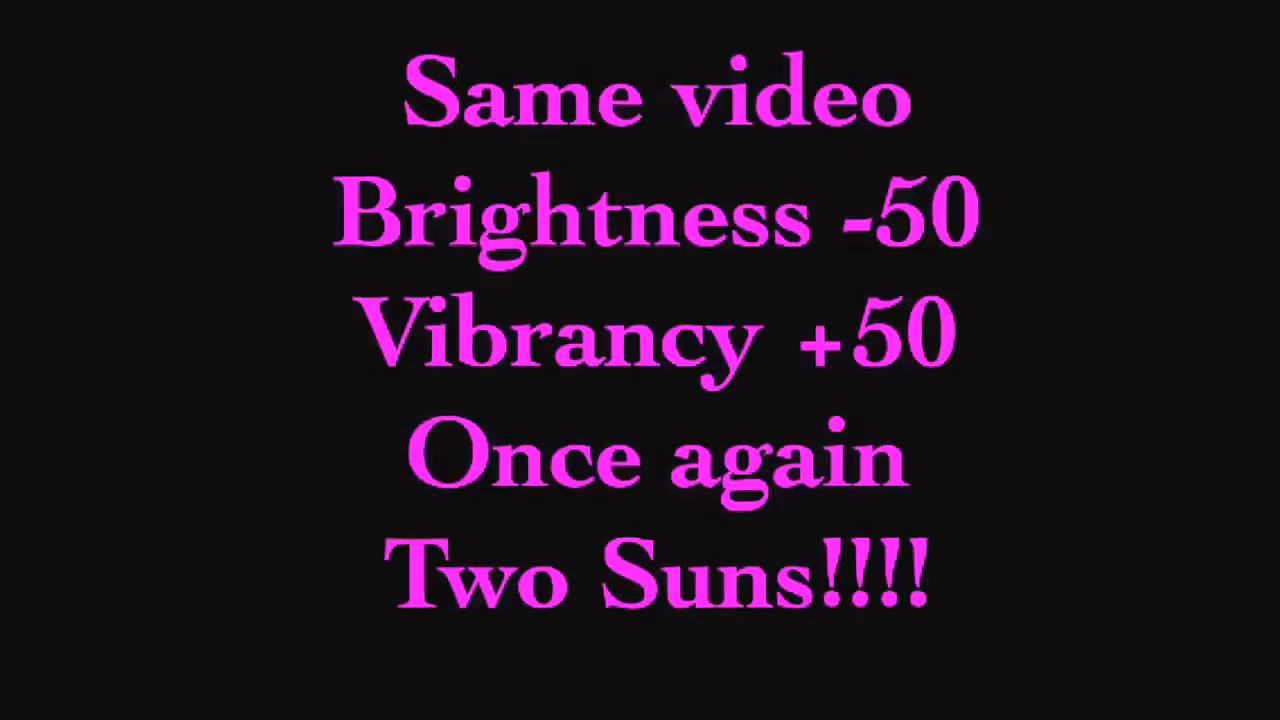 Same video
Brightness -50
Vibrancy +50
Once again
Two Suns!!!!